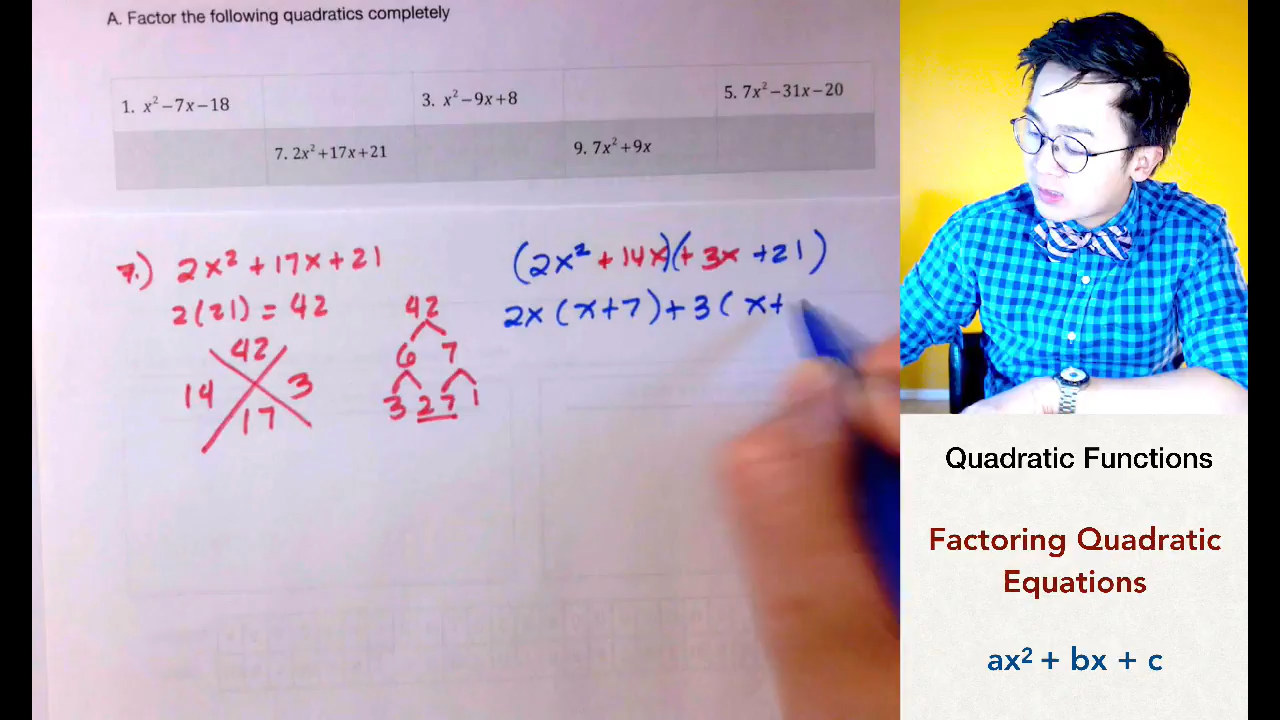 A. Factor the following quadratics completely
1. x²−7x−18
3. x²−9x+8
5. 7x²−31x−20
7. 2x²+17x+21
9. 7x²+9x
7.) 2x² + 17x + 21
2(21) = 42
42
14 3
17
42
6 7
3 2 7 1
(2x² + 14x)(+ 3x + 21)
2x (x+7) + 3 ( x+
Quadratic Functions
Factoring Quadratic
Equations
ax² + bx + c